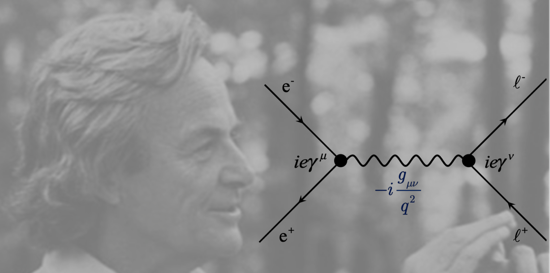 e⁻ ℓ⁻
ieγ^μ ieγ^ν
−i g_μν / q²
e⁺ ℓ⁺